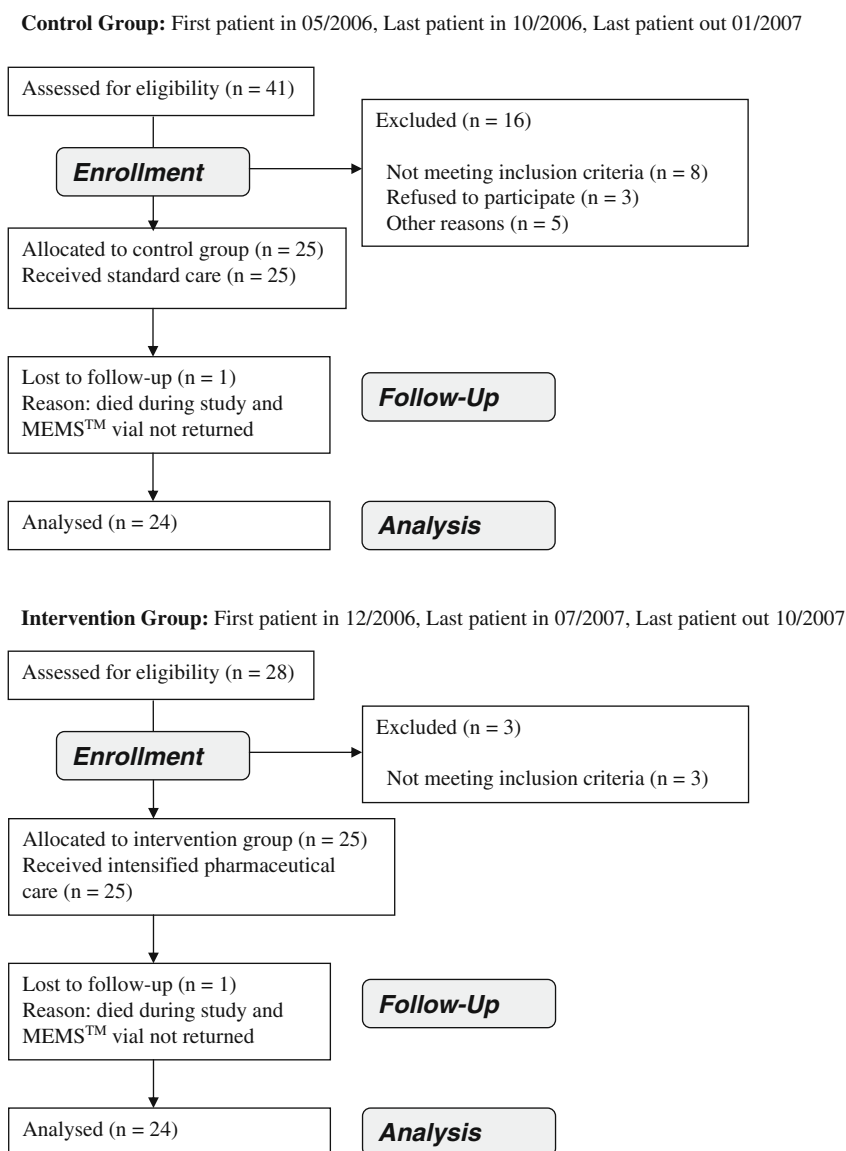 Control Group: First patient in 05/2006, Last patient in 10/2006, Last patient out 01/2007
Assessed for eligibility (n = 41)
Excluded (n = 16)
Enrollment
Not meeting inclusion criteria (n = 8)
Refused to participate (n = 3)
Other reasons (n = 5)
Allocated to control group (n = 25)
Received standard care (n = 25)
Lost to follow-up (n = 1)
Reason: died during study and
MEMS™ vial not returned
Follow-Up
Analysed (n = 24)
Analysis
Intervention Group: First patient in 12/2006, Last patient in 07/2007, Last patient out 10/2007
Assessed for eligibility (n = 28)
Excluded (n = 3)
Enrollment
Not meeting inclusion criteria (n = 3)
Allocated to intervention group (n = 25)
Received intensified pharmaceutical
care (n = 25)
Lost to follow-up (n = 1)
Reason: died during study and
MEMS™ vial not returned
Follow-Up
Analysed (n = 24)
Analysis